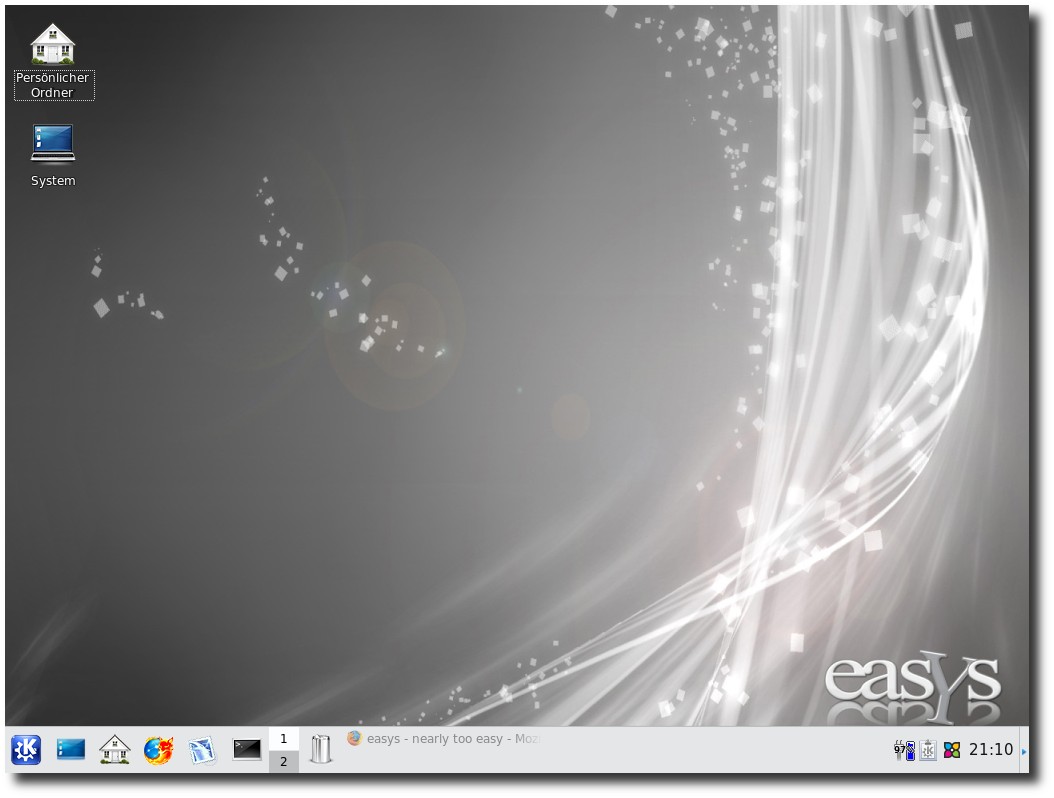 Persönlicher
Ordner
System
easys
1
2
easys - nearly too easy - Moz
97%
21:10